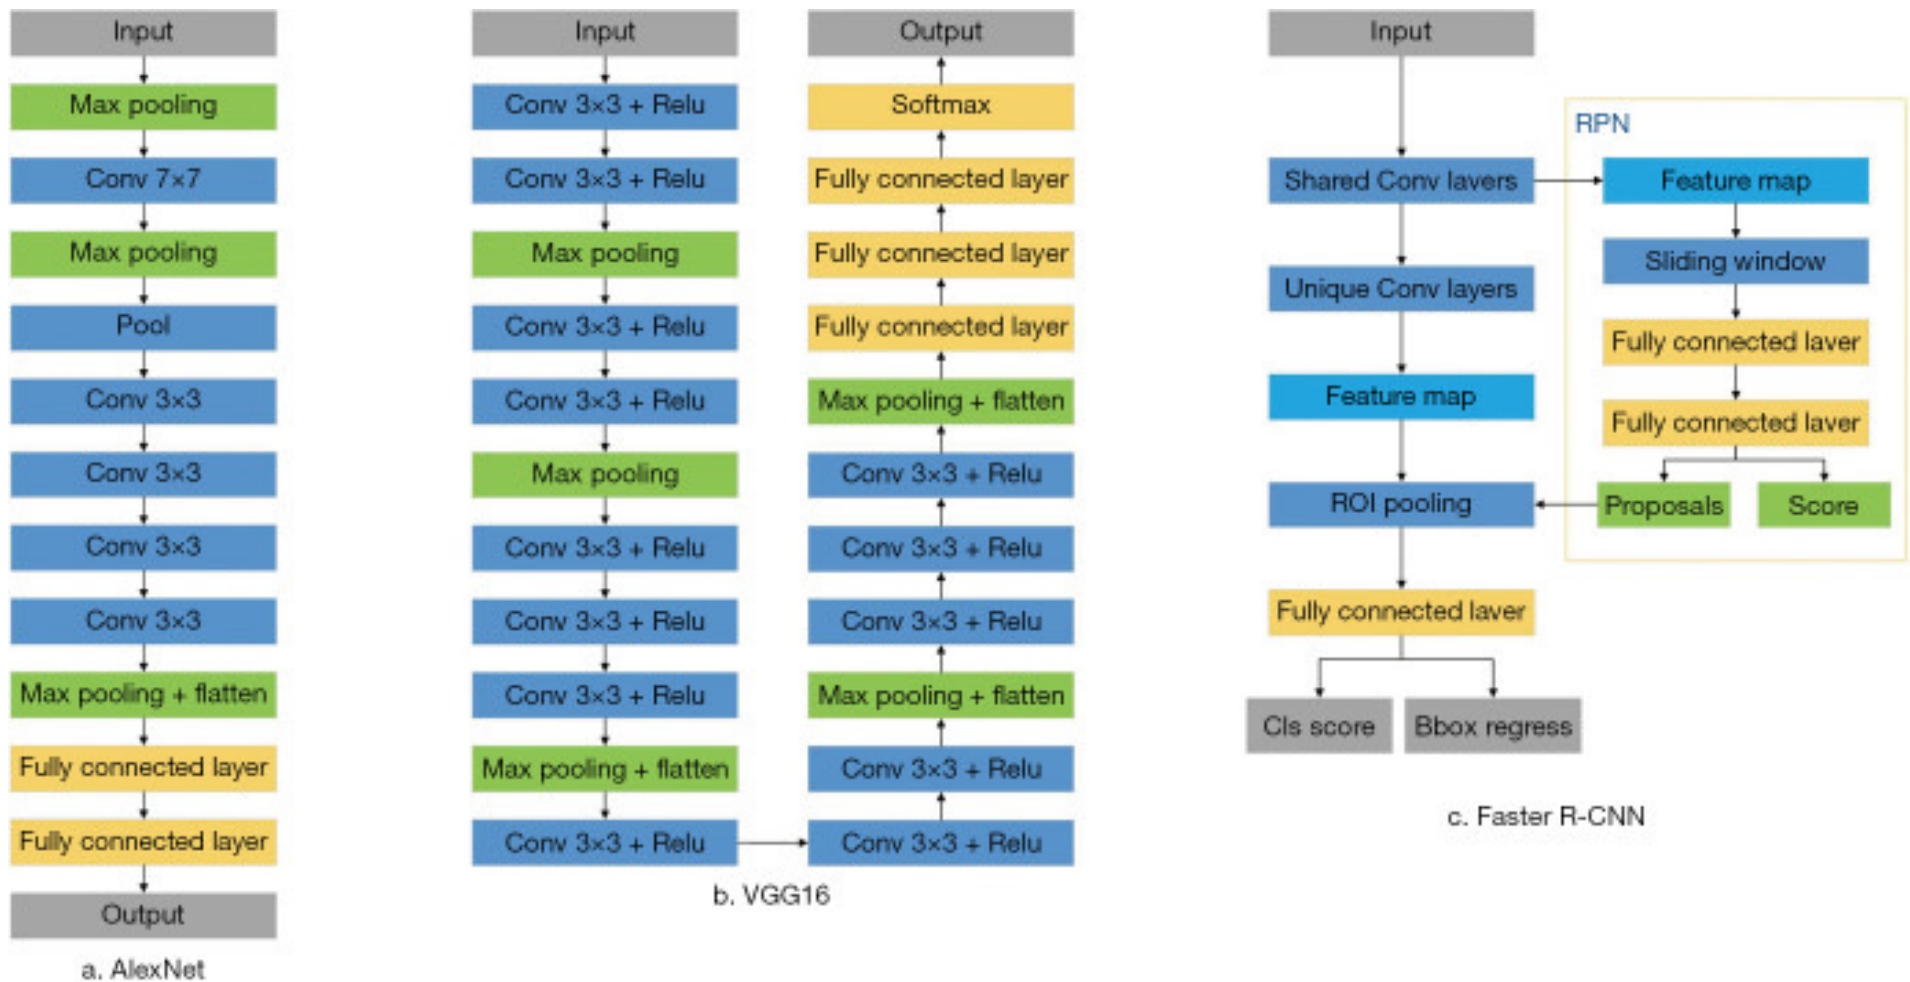 Input
Max pooling
Conv 7×7
Max pooling
Pool
Conv 3×3
Conv 3×3
Conv 3×3
Conv 3×3
Max pooling + flatten
Fully connected layer
Fully connected layer
Output
a. AlexNet
Input
Conv 3×3 + Relu
Conv 3×3 + Relu
Max pooling
Conv 3×3 + Relu
Conv 3×3 + Relu
Max pooling
Conv 3×3 + Relu
Conv 3×3 + Relu
Conv 3×3 + Relu
Max pooling + flatten
Conv 3×3 + Relu
Output
Softmax
Fully connected layer
Fully connected layer
Fully connected layer
Max pooling + flatten
Conv 3×3 + Relu
Conv 3×3 + Relu
Conv 3×3 + Relu
Max pooling + flatten
Conv 3×3 + Relu
Conv 3×3 + Relu
b. VGG16
Input
Shared Conv lavers
Unique Conv layers
Feature map
ROI pooling
Fully connected laver
Cls score
Bbox regress
RPN
Feature map
Sliding window
Fully connected laver
Fully connected laver
Proposals
Score
c. Faster R-CNN